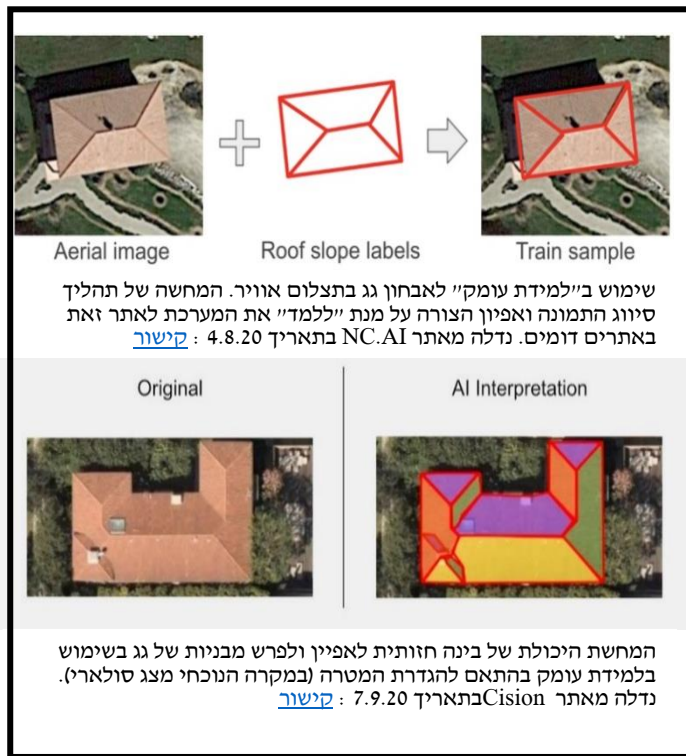 Aerial image
Roof slope labels
Train sample
שימוש ב״למידת עומק״ לאבחון גג בתצלום אוויר. המחשה של תהליך
סיווג התמונה ואפיון הצורה על מנת ״ללמד״ את המערכת לאתר זאת
באתרים דומים. נדלה מאתר NC.AI בתאריך 4.8.20 : קישור
Original
AI Interpretation
המחשת היכולת של בינה חזותית לאפיין ולפרש מבניות של גג בשימוש
בלמידת עומק בהתאם להגדרת המטרה (במקרה הנוכחי מצג סולארי).
נדלה מאתר Cisionבתאריך 7.9.20 : קישור